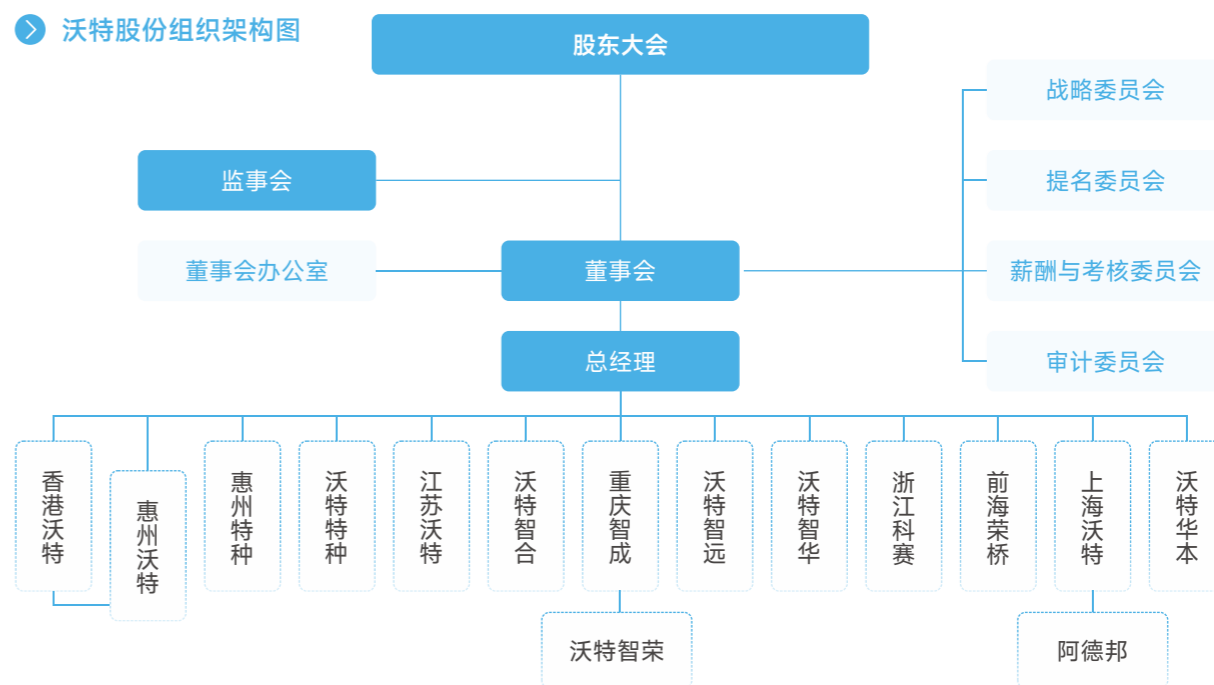 沃特股份组织架构图
股东大会
战略委员会
监事会
提名委员会
董事会办公室
董事会
薪酬与考核委员会
总经理
审计委员会
香港沃特
惠州沃特
惠州特种
沃特特种
江苏沃特
沃特智合
重庆智成
沃特智远
沃特智华
浙江科赛
前海荣桥
上海沃特
沃特华本
沃特智荣
阿德邦